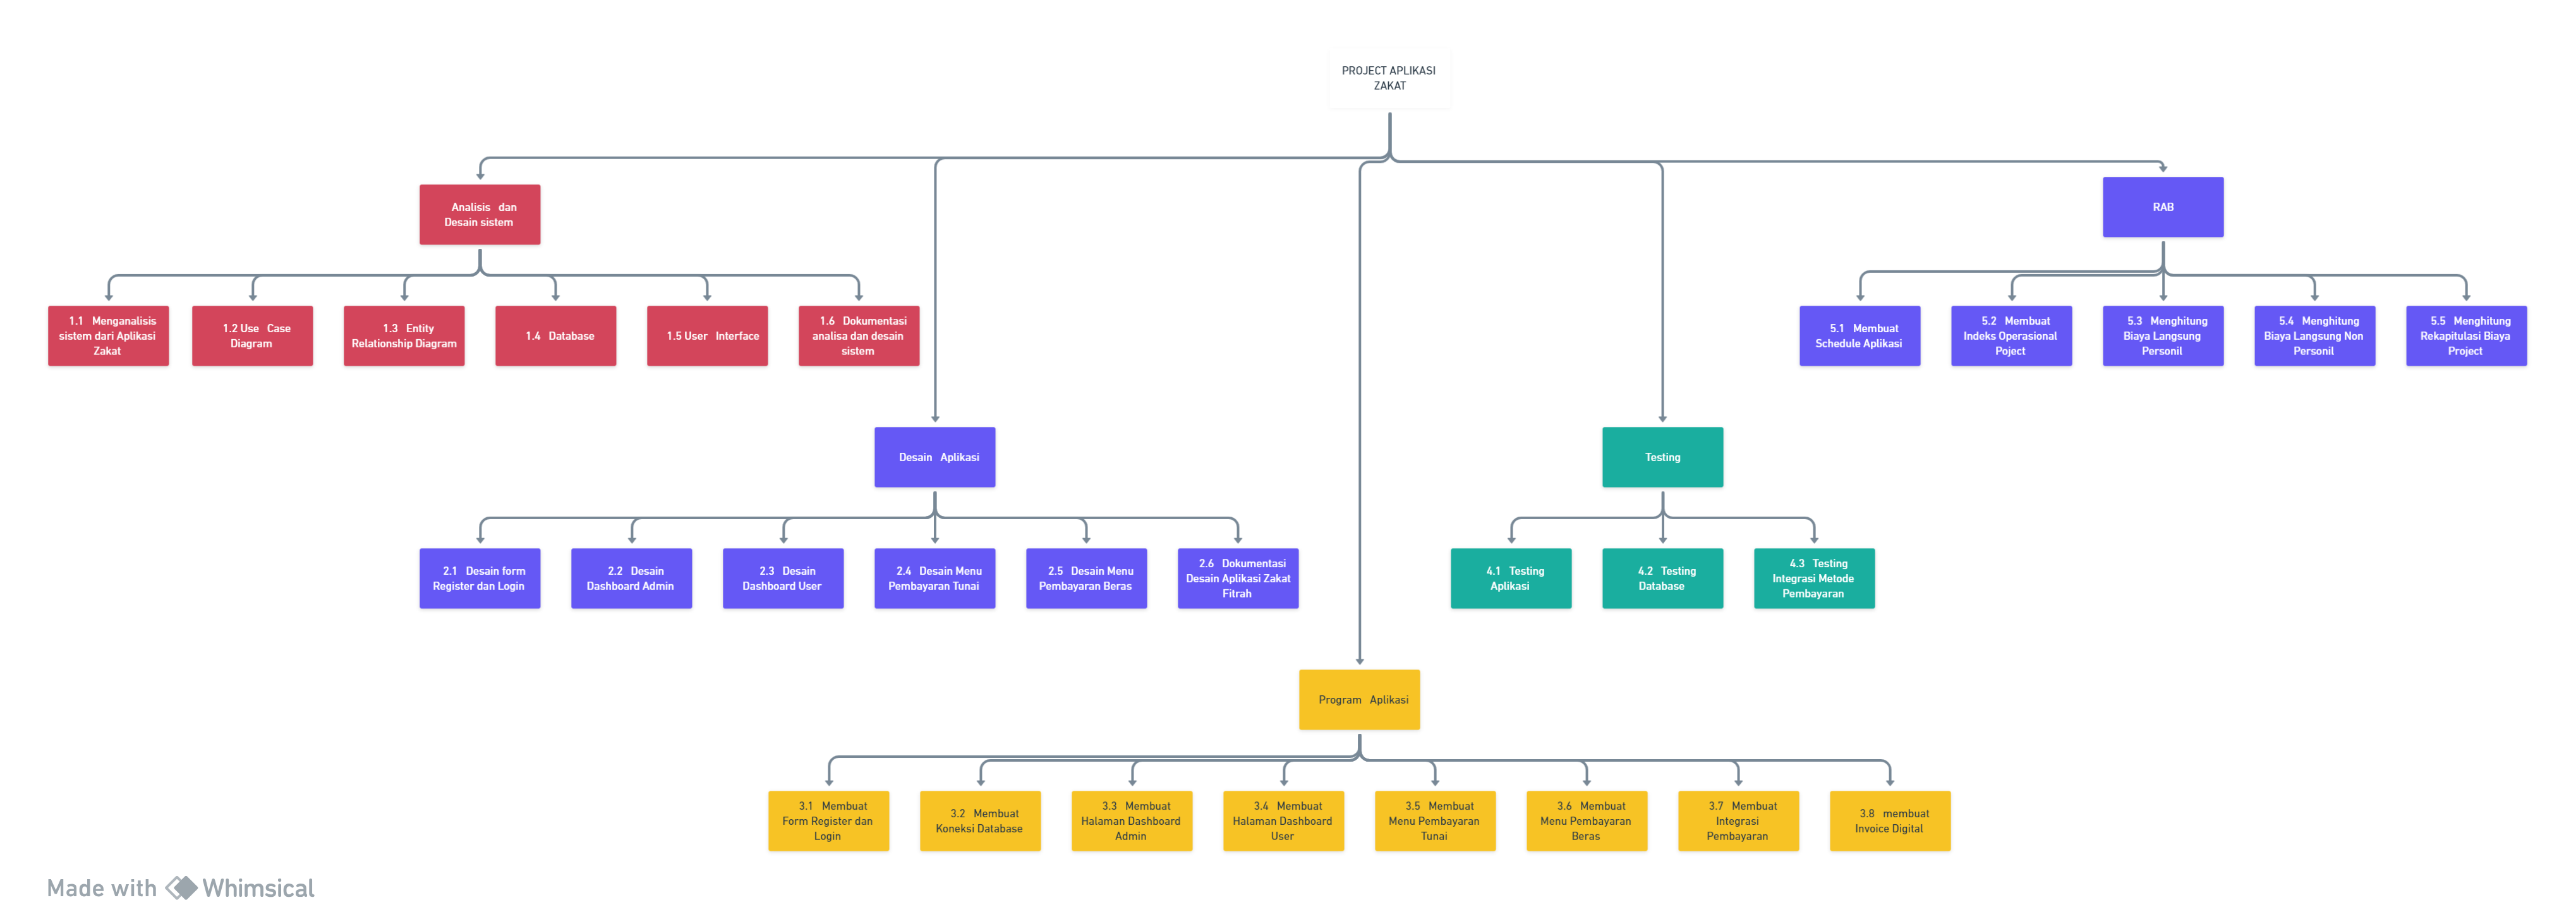 PROJECT APLIKASI
ZAKAT
Analisis dan
Desain sistem
RAB
1.1 Menganalisis
sistem dari Aplikasi
Zakat
1.2 Use Case
Diagram
1.3 Entity
Relationship Diagram
1.4 Database
1.5 User Interface
1.6 Dokumentasi
analisa dan desain
sistem
5.1 Membuat
Schedule Aplikasi
5.2 Membuat
Indeks Operasional
Poject
5.3 Menghitung
Biaya Langsung
Personil
5.4 Menghitung
Biaya Langsung Non
Personil
5.5 Menghitung
Rekapitulasi Biaya
Project
Desain Aplikasi
Testing
2.1 Desain form
Register dan Login
2.2 Desain
Dashboard Admin
2.3 Desain
Dashboard User
2.4 Desain Menu
Pembayaran Tunai
2.5 Desain Menu
Pembayaran Beras
2.6 Dokumentasi
Desain Aplikasi Zakat
Fitrah
4.1 Testing
Aplikasi
4.2 Testing
Database
4.3 Testing
Integrasi Metode
Pembayaran
Program Aplikasi
3.1 Membuat
Form Register dan
Login
3.2 Membuat
Koneksi Database
3.3 Membuat
Halaman Dashboard
Admin
3.4 Membuat
Halaman Dashboard
User
3.5 Membuat
Menu Pembayaran
Tunai
3.6 Membuat
Menu Pembayaran
Beras
3.7 Membuat
Integrasi
Pembayaran
3.8 membuat
Invoice Digital
Made with Whimsical